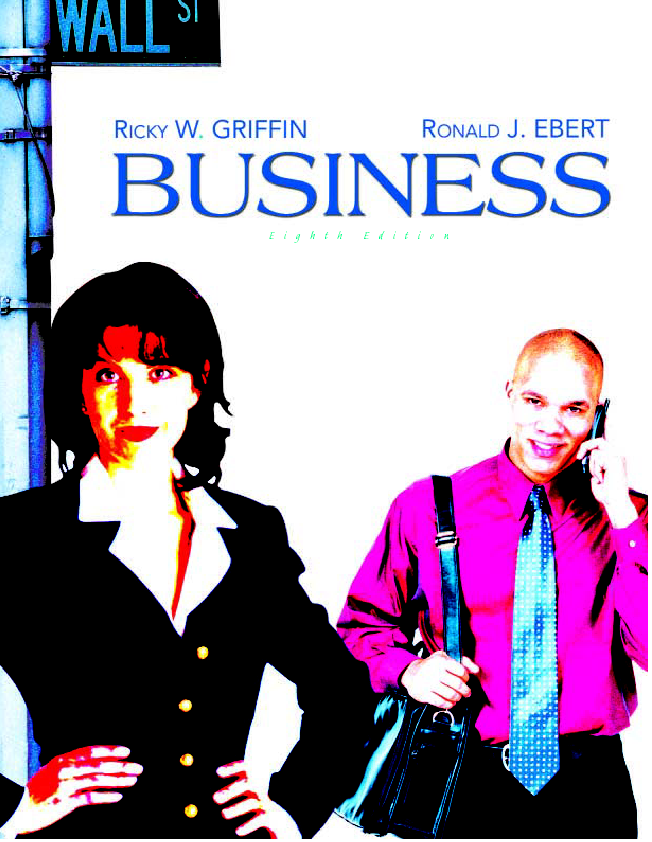 WALL ST
RICKY W. GRIFFIN RONALD J. EBERT
BUSINESS
Eighth Edition